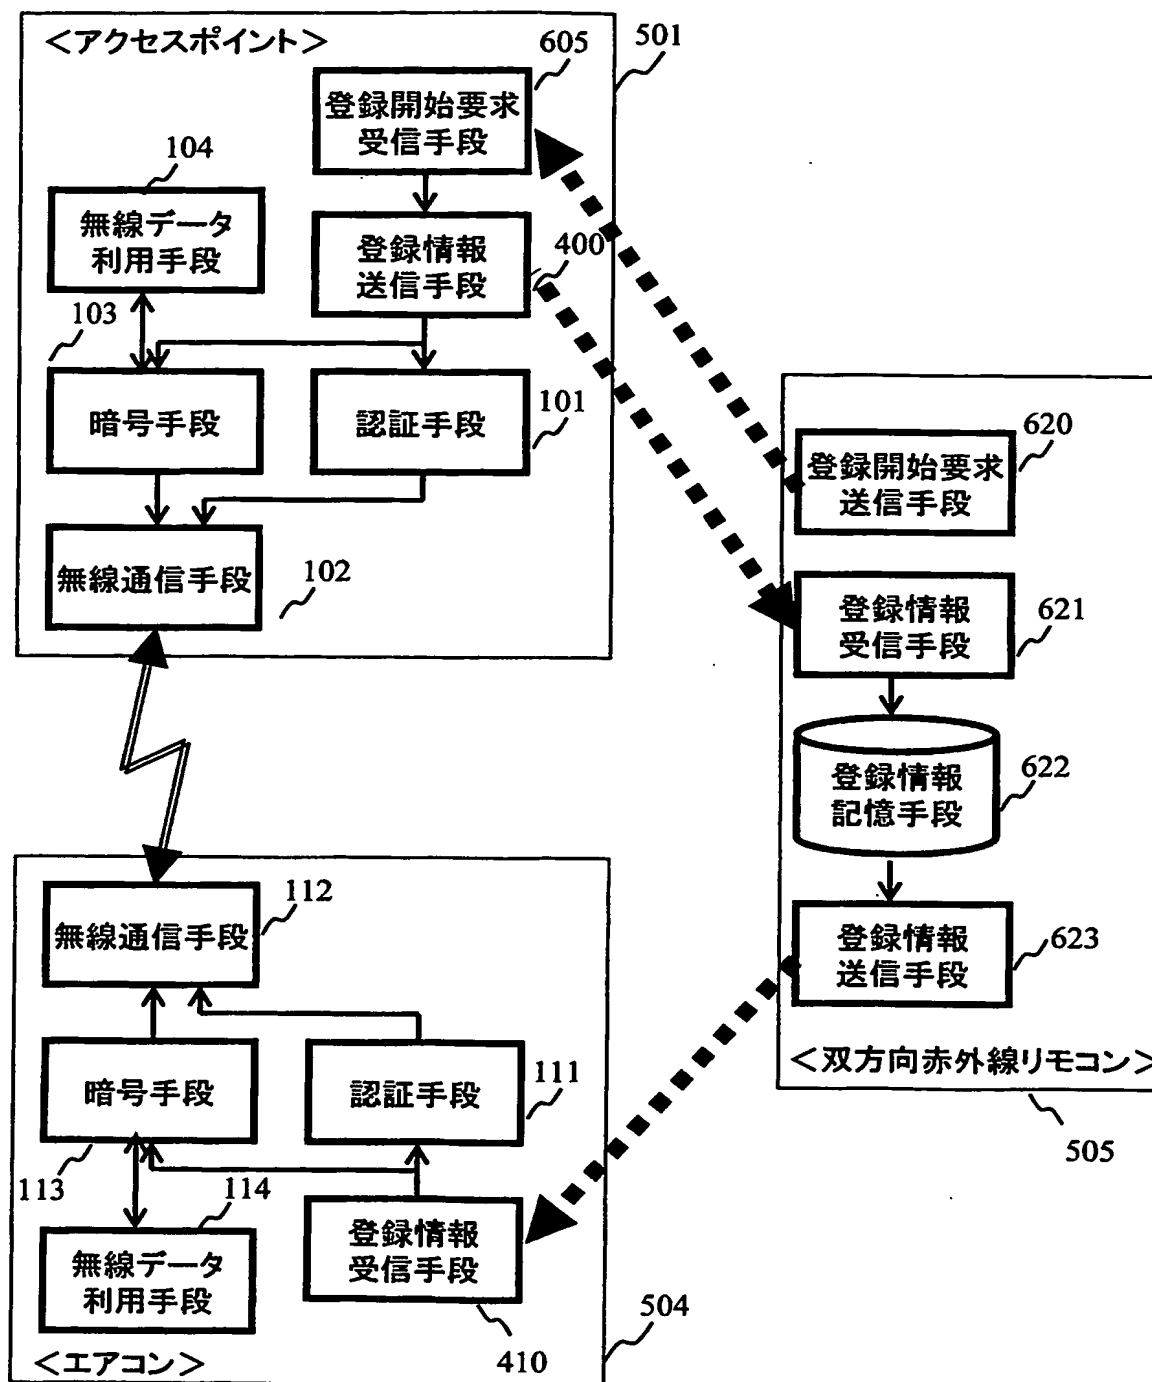 ＜アクセスポイント＞
605
501
登録開始要求
受信手段
104
無線データ
利用手段
登録情報
送信手段
400
103
暗号手段
認証手段
101
無線通信手段
102
620
登録開始要求
送信手段
登録情報
受信手段
621
登録情報
記憶手段
622
登録情報
送信手段
623
＜双方向赤外線リモコン＞
505
無線通信手段
112
暗号手段
認証手段
111
113
114
無線データ
利用手段
登録情報
受信手段
410
504
＜エアコン＞